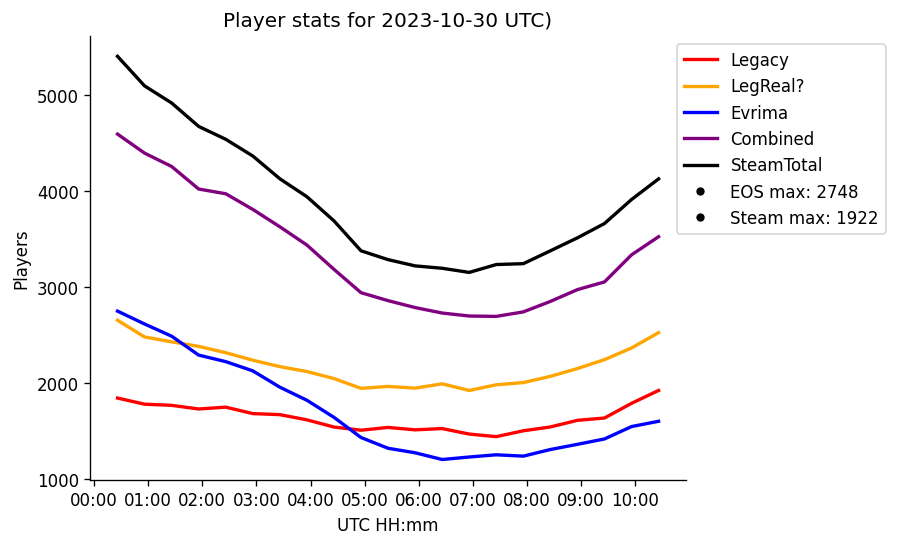 Player stats for 2023-10-30 UTC)
Legacy
LegReal?
Evrima
Combined
SteamTotal
EOS max: 2748
Steam max: 1922
5000
4000
3000
2000
1000
Players
00:00 01:00 02:00 03:00 04:00 05:00 06:00 07:00 08:00 09:00 10:00
UTC HH:mm